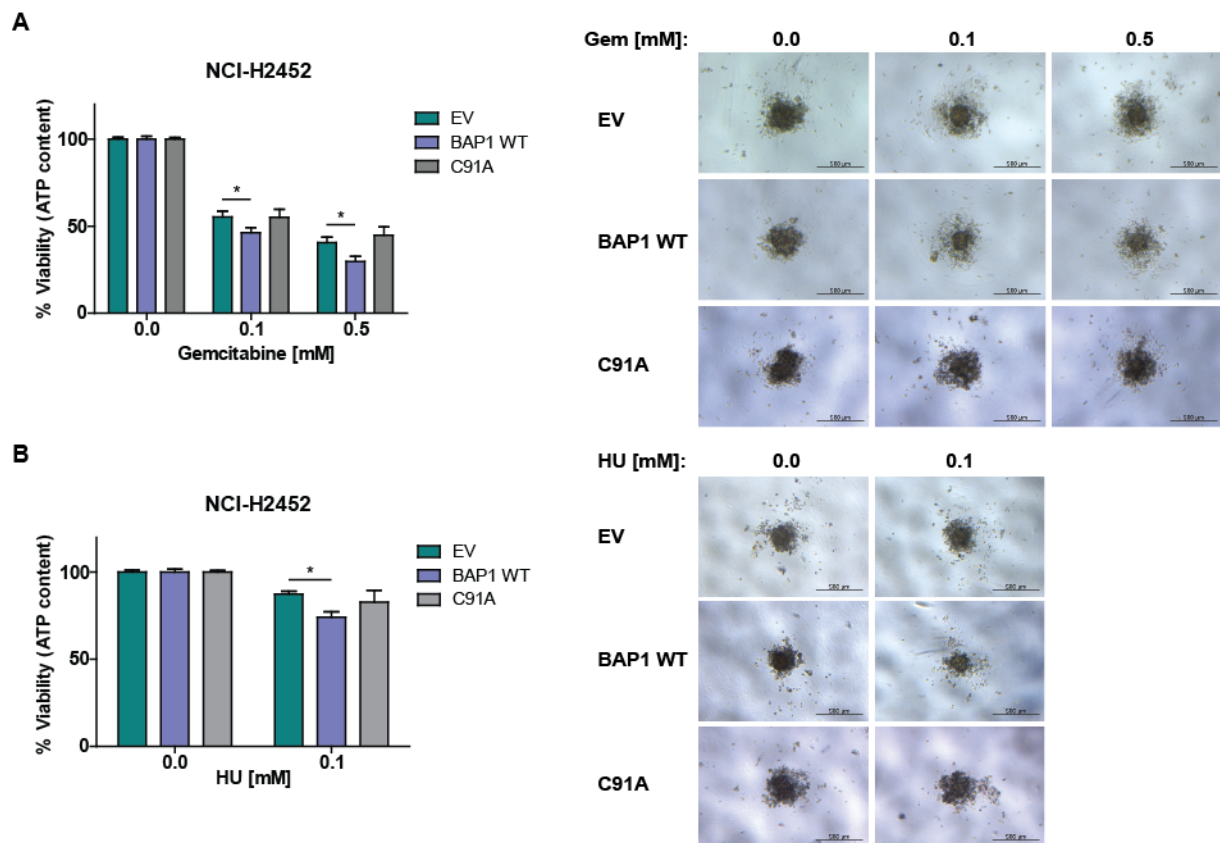 A
NCI-H2452
% Viability (ATP content)
100
50
0
0.0 0.1 0.5
Gemcitabine [mM]
* *
EV
BAP1 WT
C91A
Gem [mM]: 0.0 0.1 0.5
EV
BAP1 WT
C91A
B
NCI-H2452
% Viability (ATP content)
100
50
0
0.0 0.1
HU [mM]
*
EV
BAP1 WT
C91A
HU [mM]: 0.0 0.1
EV
BAP1 WT
C91A